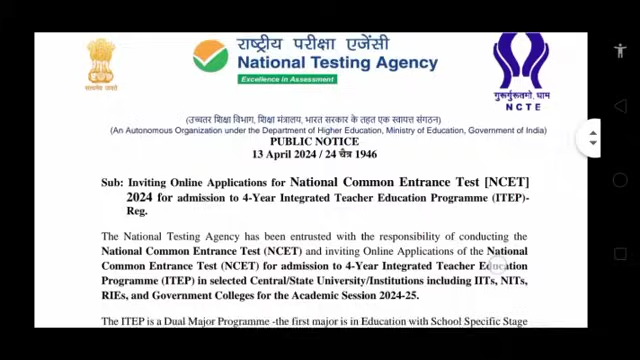 राष्ट्रीय परीक्षा एजेंसी
National Testing Agency
Excellence in Assessment
सत्यमेव जयते
गुरुर्गुरुतमो धाम
NCTE
(उच्चतर शिक्षा विभाग, शिक्षा मंत्रालय, भारत सरकार के तहत एक स्वायत्त संगठन)
(An Autonomous Organization under the Department of Higher Education, Ministry of Education, Government of India)
PUBLIC NOTICE
13 April 2024 / 24 चैत्र 1946
Sub: Inviting Online Applications for National Common Entrance Test [NCET]
2024 for admission to 4-Year Integrated Teacher Education Programme (ITEP)-
Reg.
The National Testing Agency has been entrusted with the responsibility of conducting the
National Common Entrance Test (NCET) and inviting Online Applications of the National
Common Entrance Test (NCET) for admission to 4-Year Integrated Teacher Education
Programme (ITEP) in selected Central/State University/Institutions including IITs, NITs,
RIEs, and Government Colleges for the Academic Session 2024-25.
The ITEP is a Dual Major Programme -the first major is in Education with School Specific Stage